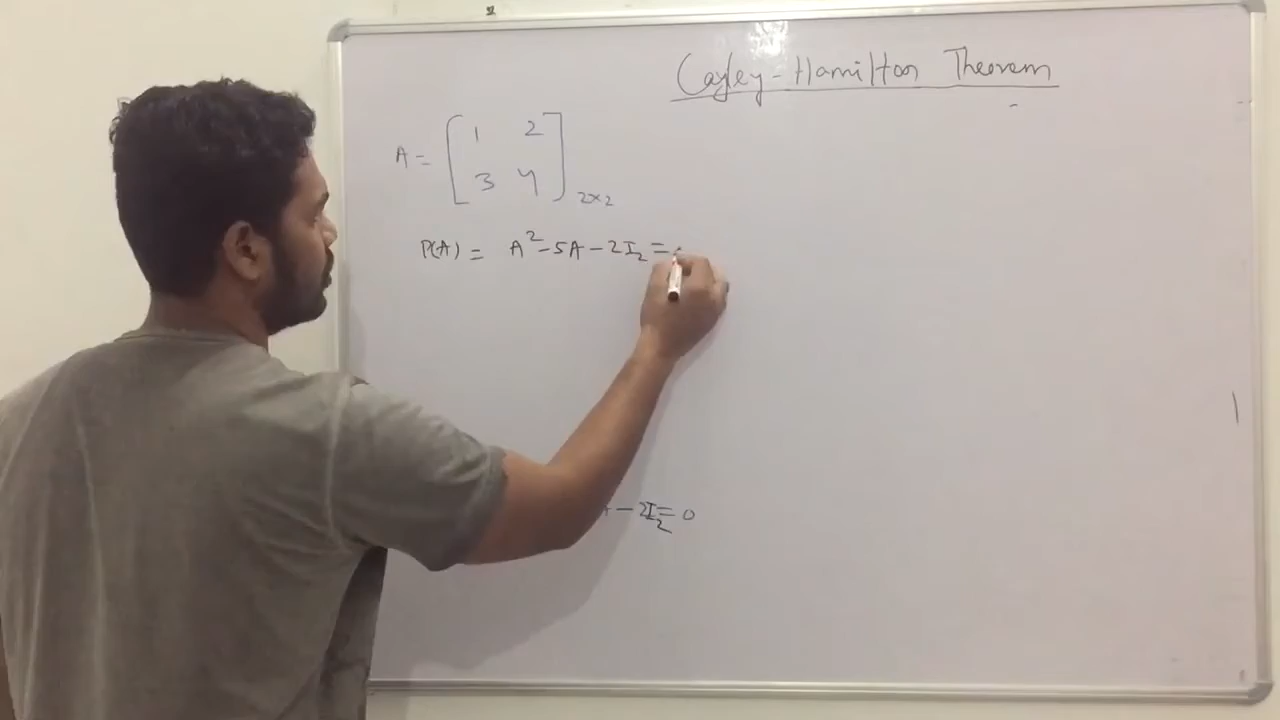 Cayley-Hamilton Theorem
A = [ 1 2
3 4 ] 2×2
P(A) = A² - 5A - 2I₂ =
- 2I₂ = 0